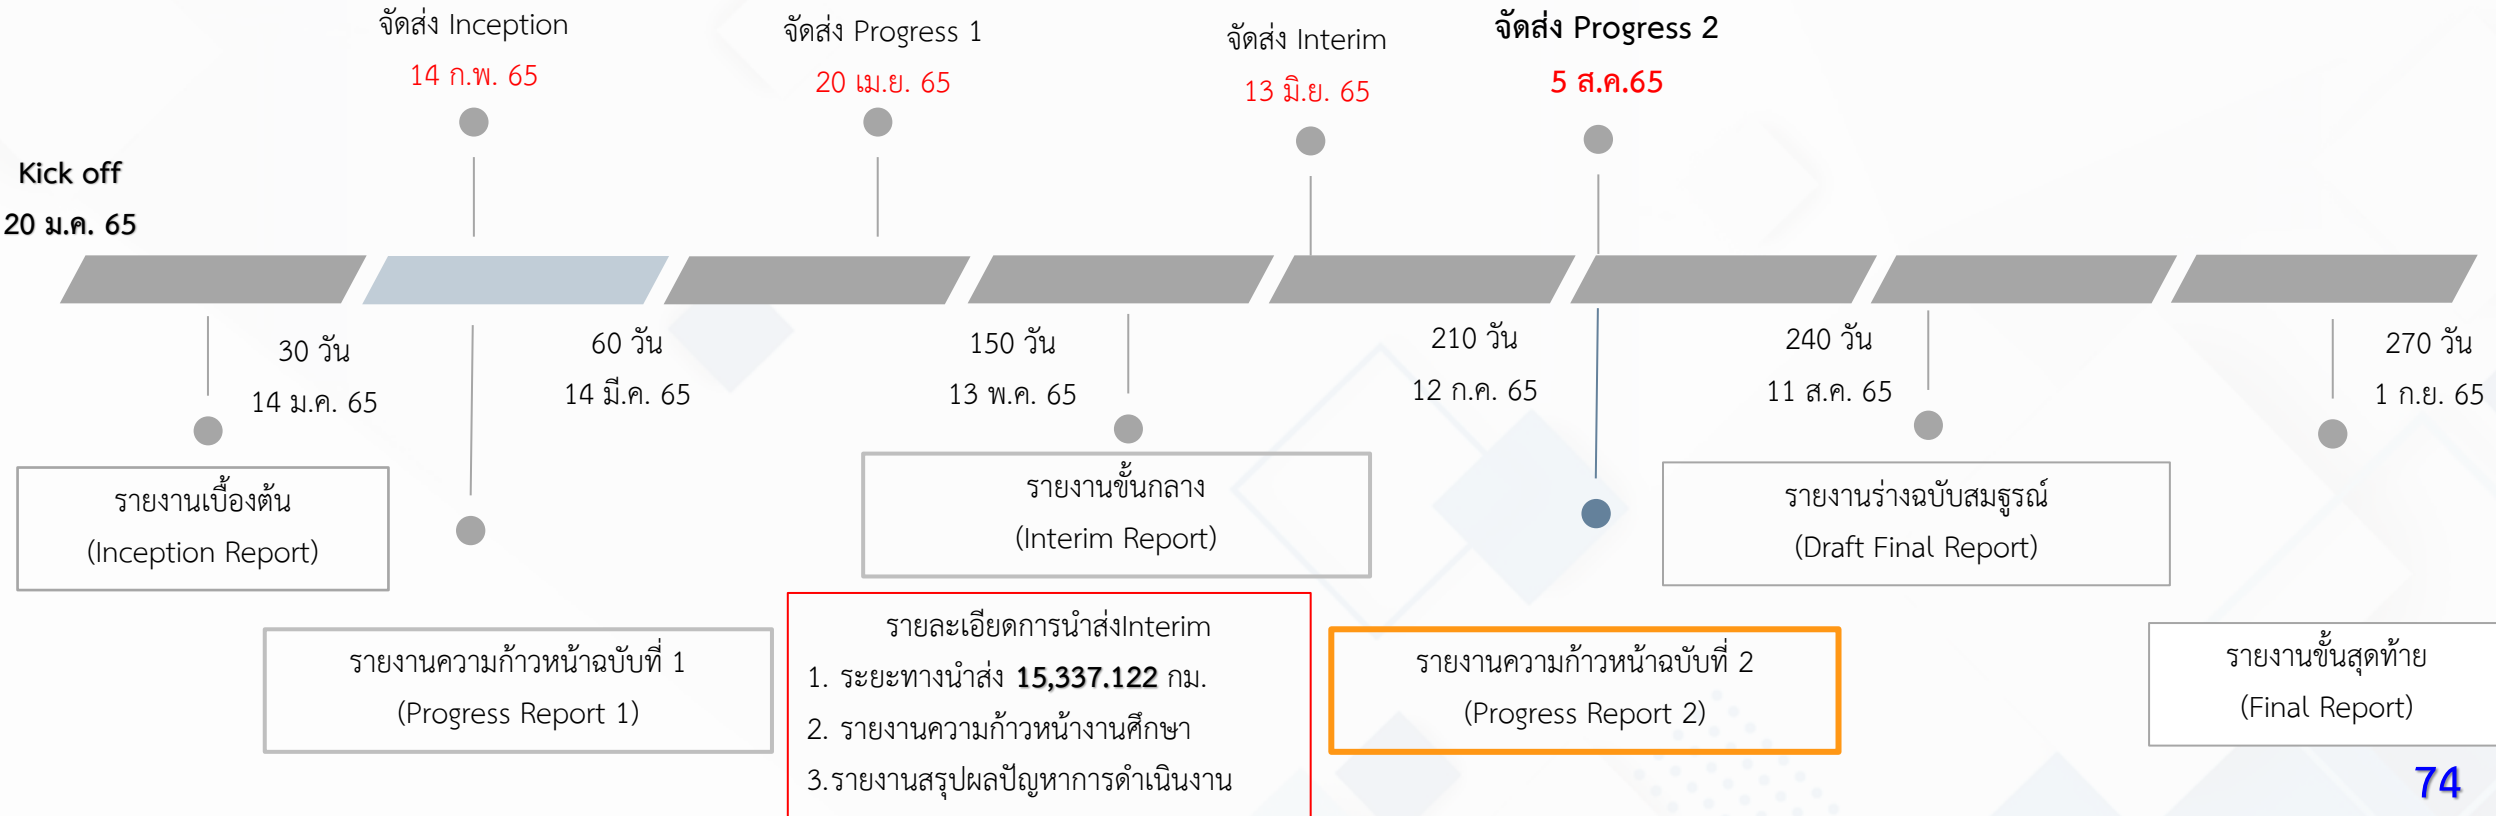 จัดส่ง Inception
14 ก.พ. 65
จัดส่ง Progress 1
20 เม.ย. 65
จัดส่ง Interim
13 มิ.ย. 65
จัดส่ง Progress 2
5 ส.ค.65
Kick off
20 ม.ค. 65
30 วัน
14 ม.ค. 65
60 วัน
14 มี.ค. 65
150 วัน
13 พ.ค. 65
210 วัน
12 ก.ค. 65
240 วัน
11 ส.ค. 65
270 วัน
1 ก.ย. 65
รายงานเบื้องต้น
(Inception Report)
รายงานขั้นกลาง
(Interim Report)
รายงานร่างฉบับสมฐูรณ์
(Draft Final Report)
รายงานความก้าวหน้าฉบับที่ 1
(Progress Report 1)
รายละเอียดการนำส่งInterim
1. ระยะทางนำส่ง 15,337.122 กม.
2. รายงานความก้าวหน้างานศึกษา
3.รายงานสรุปผลปัญหาการดำเนินงาน
รายงานความก้าวหน้าฉบับที่ 2
(Progress Report 2)
รายงานขั้นสุดท้าย
(Final Report)
74